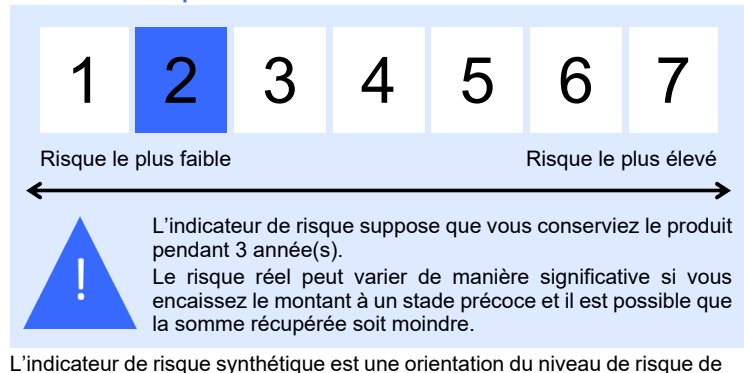 1 2 3 4 5 6 7
Risque le plus faible Risque le plus élevé
!
L’indicateur de risque suppose que vous conserviez le produit
pendant 3 année(s).
Le risque réel peut varier de manière significative si vous
encaissez le montant à un stade précoce et il est possible que
la somme récupérée soit moindre.
L’indicateur de risque synthétique est une orientation du niveau de risque de